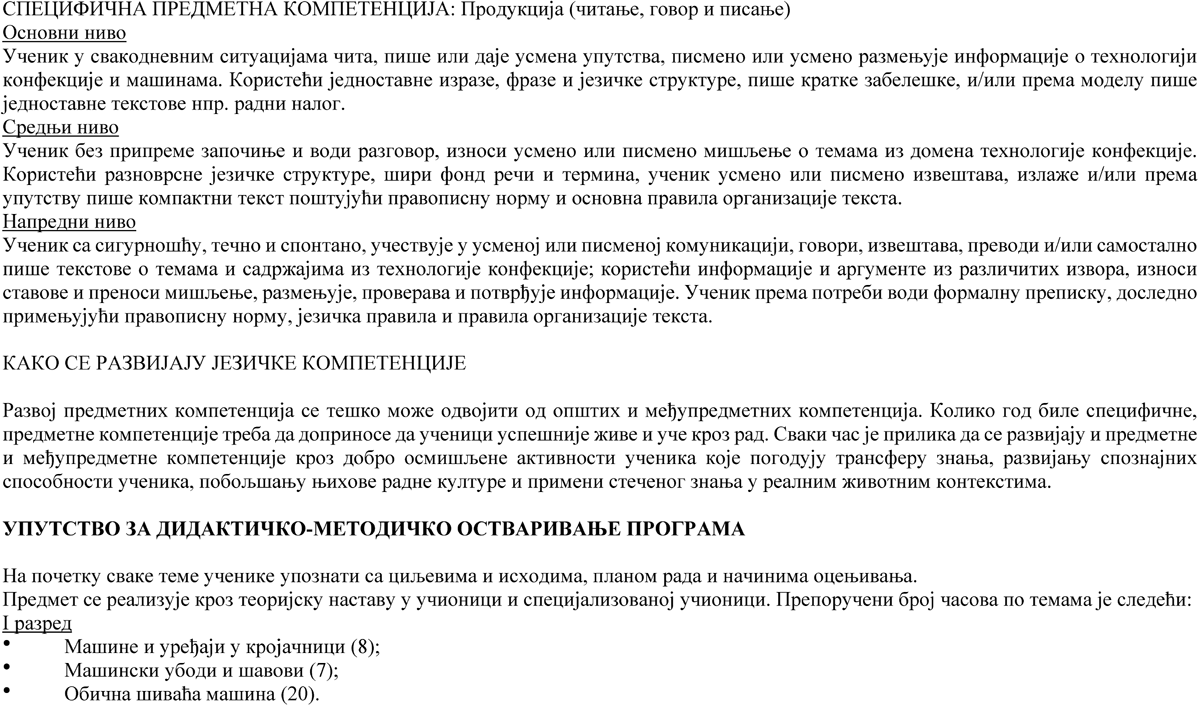 СПЕЦИФИЧНА ПРЕДМЕТНА КОМПЕТЕНЦИЈА: Продукција (читање, говор и писање)
Основни ниво
Ученик у свакодневним ситуацијама чита, пише или даје усмена упутства, писмено или усмено размењује информације о технологији
конфекције и машинама. Користећи једноставне изразе, фразе и језичке структуре, пише кратке забелешке, и/или према моделу пише
једноставне текстове нпр. радни налог.
Средњи ниво
Ученик без припреме започиње и води разговор, износи усмено или писмено мишљење о темама из домена технологије конфекције.
Користећи разноврсне језичке структуре, шири фонд речи и термина, ученик усмено или писмено извештава, излаже и/или према
упутству пише компактни текст поштујући правописну норму и основна правила организације текста.
Напредни ниво
Ученик са сигурношћу, течно и спонтано, учествује у усменој или писменој комуникацији, говори, извештава, преводи и/или самостално
пише текстове о темама и садржајима из технологије конфекције; користећи информације и аргументе из различитих извора, износи
ставове и преноси мишљење, размењује, проверава и потврђује информације. Ученик према потреби води формалну преписку, доследно
примењујући правописну норму, језичка правила и правила организације текста.
КАКО СЕ РАЗВИЈАЈУ ЈЕЗИЧКЕ КОМПЕТЕНЦИЈЕ
Развој предметних компетенција се тешко може одвојити од општих и међупредметних компетенција. Колико год биле специфичне,
предметне компетенције треба да доприносе да ученици успешније живе и уче кроз рад. Сваки час је прилика да се развијају и предметне
и међупредметне компетенције кроз добро осмишљене активности ученика које погодују трансферу знања, развијању спознајних
способности ученика, побољшању њихове радне културе и примени стеченог знања у реалним животним контекстима.
УПУТСТВО ЗА ДИДАКТИЧКО-МЕТОДИЧКО ОСТВАРИВАЊЕ ПРОГРАМА
На почетку сваке теме ученике упознати са циљевима и исходима, планом рада и начинима оцењивања.
Предмет се реализује кроз теоријску наставу у учионици и специјализованој учионици. Препоручени број часова по темама је следећи:
I разред
• Машине и уређаји у кројачници (8);
• Машински убоди и шавови (7);
• Обична шиваћа машина (20).